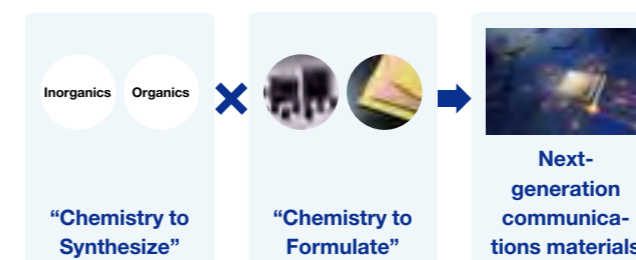 Inorganics
Organics
“Chemistry to
Synthesize”
“Chemistry to
Formulate”
Next-
generation
communica-
tions materials